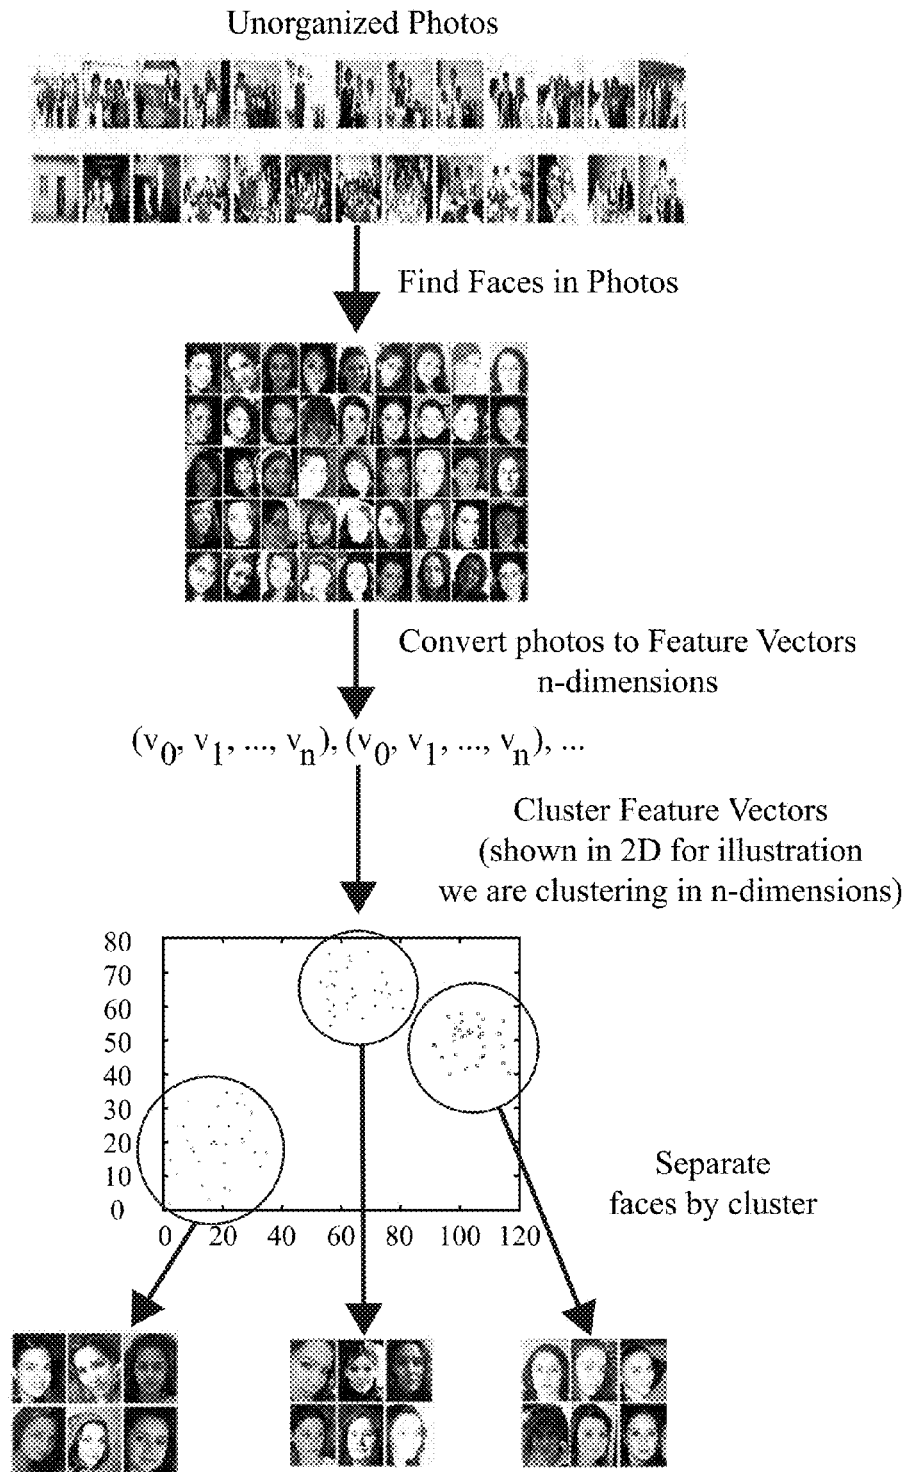 Unorganized Photos
Find Faces in Photos
Convert photos to Feature Vectors
n-dimensions
(v0, v1, ..., vn), (v0, v1, ..., vn), ...
Cluster Feature Vectors
(shown in 2D for illustration
we are clustering in n-dimensions)
80
70
60
50
40
30
20
10
0
0 20 40 60 80 100 120
Separate
faces by cluster